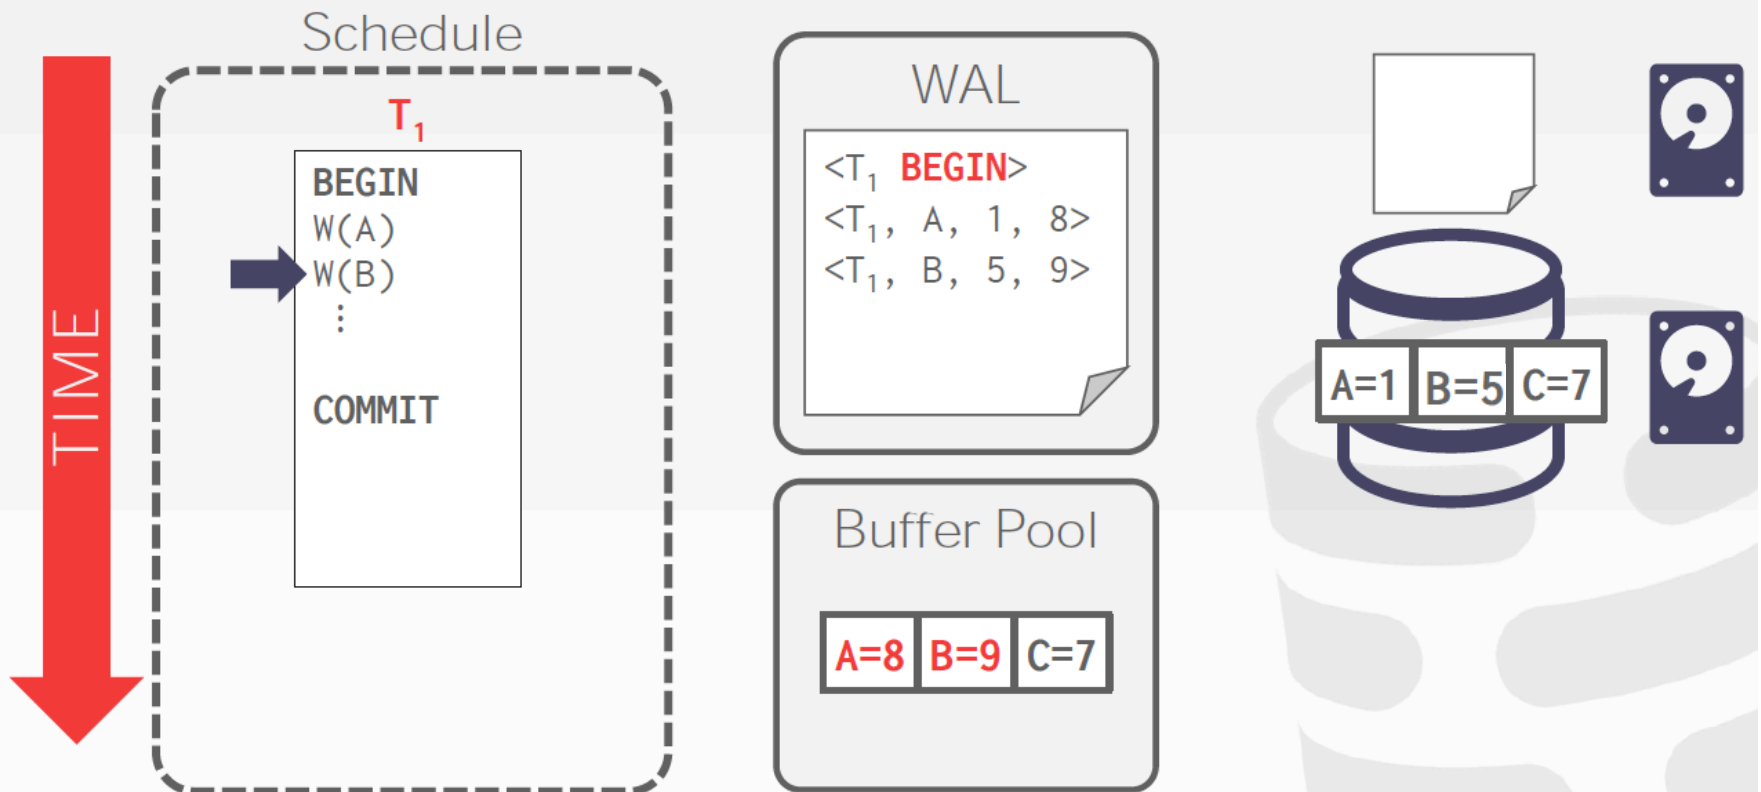 Schedule
TIME
T₁
BEGIN
W(A)
W(B)
⋮
COMMIT
WAL
<T₁ BEGIN>
<T₁, A, 1, 8>
<T₁, B, 5, 9>
Buffer Pool
A=8 B=9 C=7
A=1 B=5 C=7